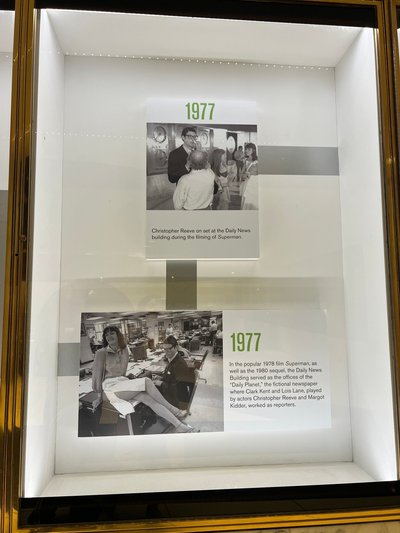 1977
Christopher Reeve on set at the Daily News
building during the filming of Superman.
1977
In the popular 1978 film Superman, as
well as the 1980 sequel, the Daily News
Building served as the offices of the
"Daily Planet," the fictional newspaper
where Clark Kent and Lois Lane, played
by actors Christopher Reeve and Margot
Kidder, worked as reporters.